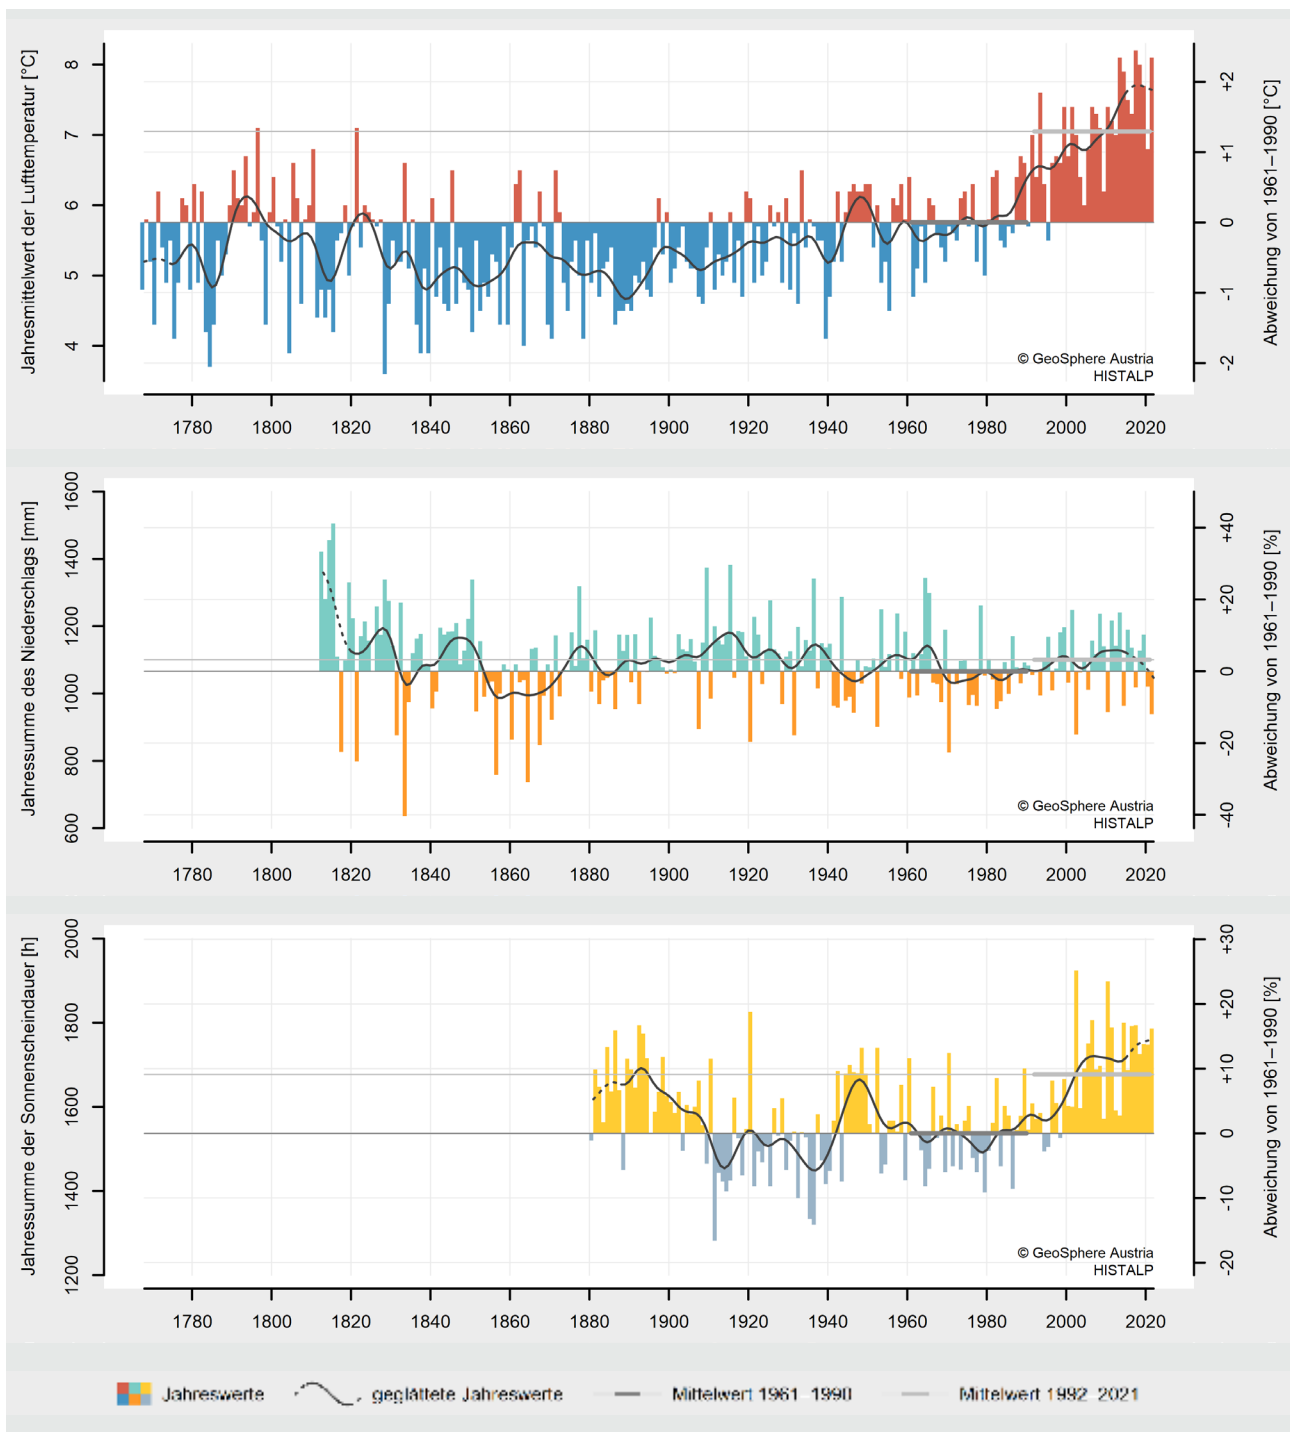 Jahresmittelwert der Lufttemperatur [°C]
8
7
6
5
4
+2
+1
0
-1
-2
Abweichung von 1961–1990 [°C]
© GeoSphere Austria
HISTALP
1780 1800 1820 1840 1860 1880 1900 1920 1940 1960 1980 2000 2020
Jahressumme des Niederschlags [mm]
1600
1400
1200
1000
800
600
+40
+20
0
-20
-40
Abweichung von 1961–1990 [%]
© GeoSphere Austria
HISTALP
1780 1800 1820 1840 1860 1880 1900 1920 1940 1960 1980 2000 2020
Jahressumme der Sonnenscheindauer [h]
2000
1800
1600
1400
1200
+30
+20
+10
0
-10
-20
Abweichung von 1961–1990 [%]
© GeoSphere Austria
HISTALP
1780 1800 1820 1840 1860 1880 1900 1920 1940 1960 1980 2000 2020
Jahreswerte geglättete Jahreswerte Mittelwert 1961–1990 Mittelwert 1992–2021